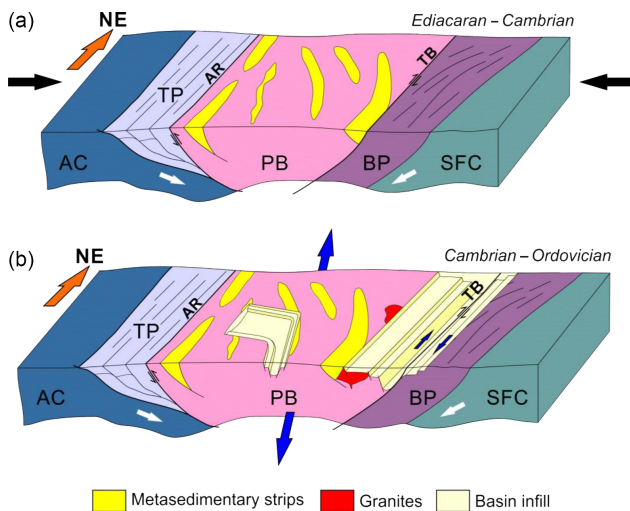 (a)
NE
Ediacaran – Cambrian
TP
AR
TB
AC
PB
BP
SFC
(b)
NE
Cambrian – Ordovician
TP
AR
TB
AC
PB
BP
SFC
Metasedimentary strips
Granites
Basin infill